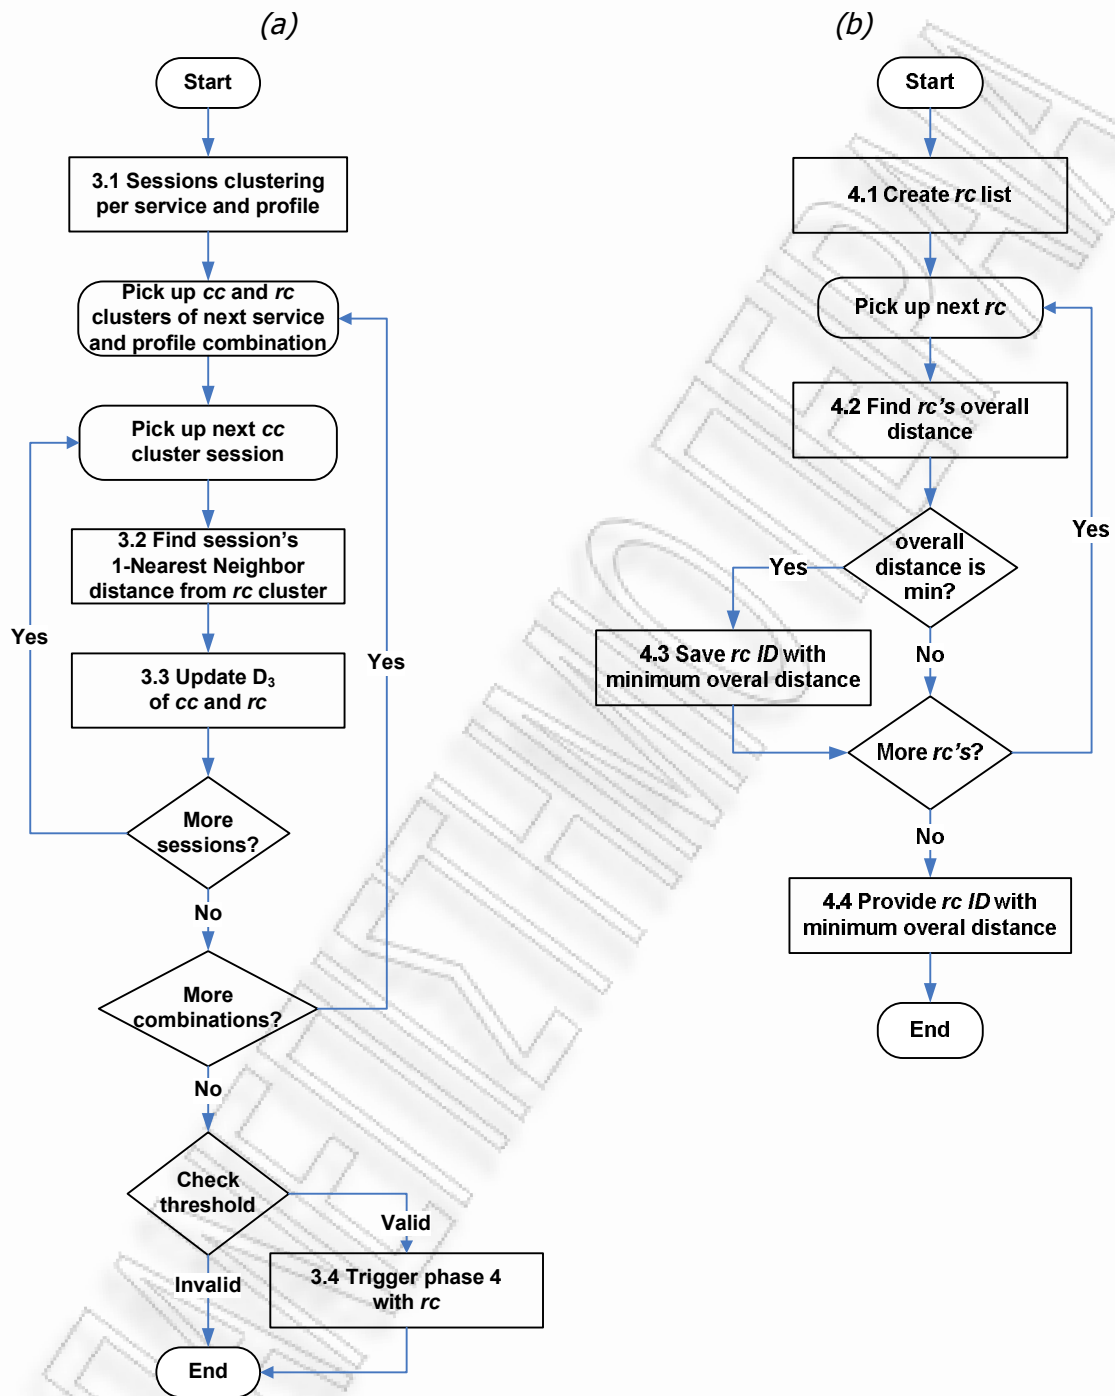 (a)
Start
3.1 Sessions clustering
per service and profile
Pick up cc and rc
clusters of next service
and profile combination
Pick up next cc
cluster session
3.2 Find session's
1-Nearest Neighbor
distance from rc cluster
Yes
Yes
3.3 Update D3
of cc and rc
More
sessions?
No
More
combinations?
No
Check
threshold
Valid
Invalid
3.4 Trigger phase 4
with rc
End
(b)
Start
4.1 Create rc list
Pick up next rc
4.2 Find rc's overall
distance
Yes
overall
distance is
min?
Yes
4.3 Save rc ID with
minimum overal distance
No
More rc's?
No
4.4 Provide rc ID with
minimum overal distance
End